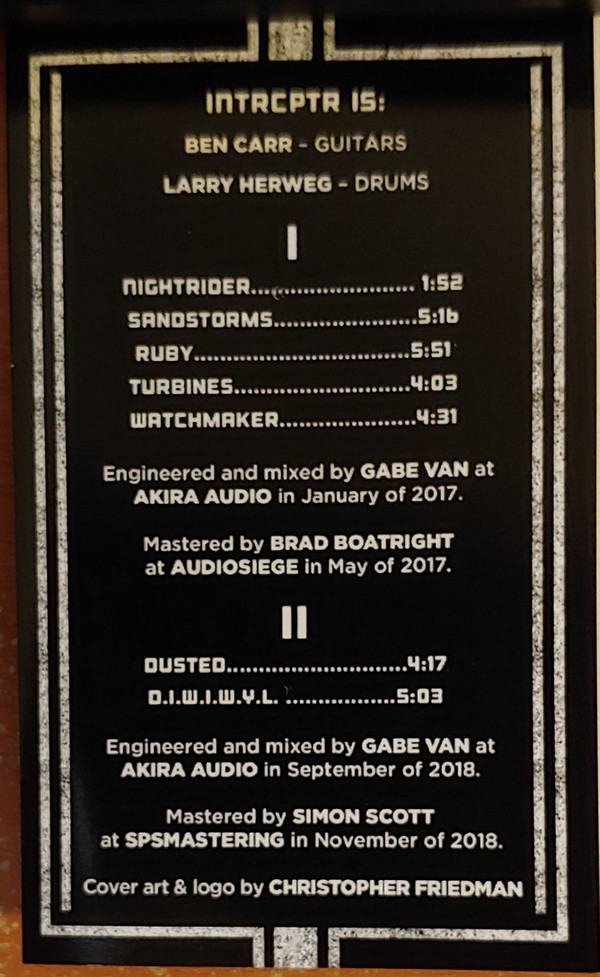 INTRCPTR IS:
BEN CARR – GUITARS
LARRY HERWEG – DRUMS
I
NIGHTRIDER.......................... 1:52
SANDSTORMS.......................5:16
RUBY...................................5:51
TURBINES............................4:03
WATCHMAKER......................4:31
Engineered and mixed by GABE VAN at
AKIRA AUDIO in January of 2017.
Mastered by BRAD BOATRIGHT
at AUDIOSIEGE in May of 2017.
II
DUSTED.............................4:17
D.I.W.I.W.Y.L. ..................5:03
Engineered and mixed by GABE VAN at
AKIRA AUDIO in September of 2018.
Mastered by SIMON SCOTT
at SPSMASTERING in November of 2018.
Cover art & logo by CHRISTOPHER FRIEDMAN